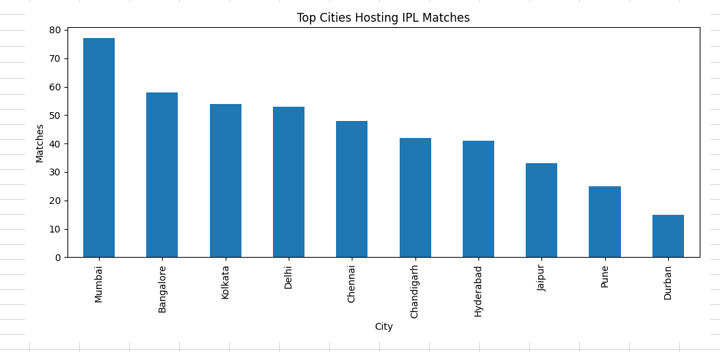 Top Cities Hosting IPL Matches
80
70
60
50
40
30
20
10
0
Matches
Mumbai
Bangalore
Kolkata
Delhi
Chennai
Chandigarh
Hyderabad
Jaipur
Pune
Durban
City